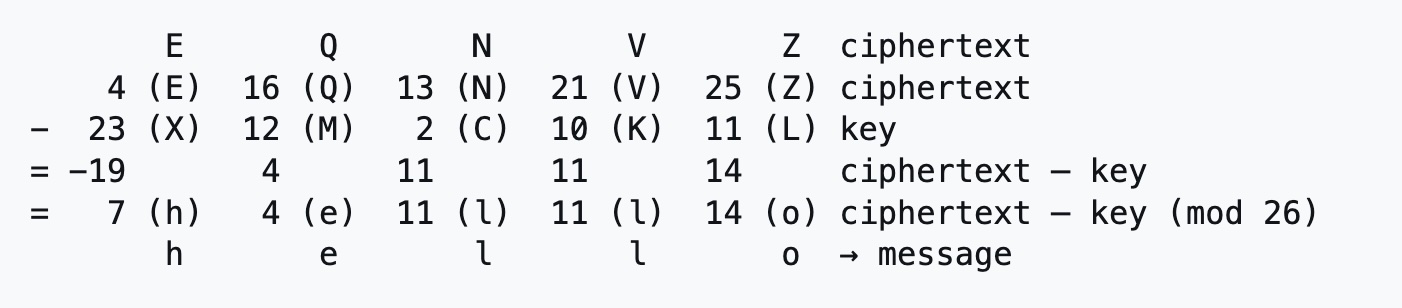 E Q N V Z ciphertext
4 (E) 16 (Q) 13 (N) 21 (V) 25 (Z) ciphertext
− 23 (X) 12 (M) 2 (C) 10 (K) 11 (L) key
= −19 4 11 11 14 ciphertext − key
= 7 (h) 4 (e) 11 (l) 11 (l) 14 (o) ciphertext − key (mod 26)
h e l l o → message